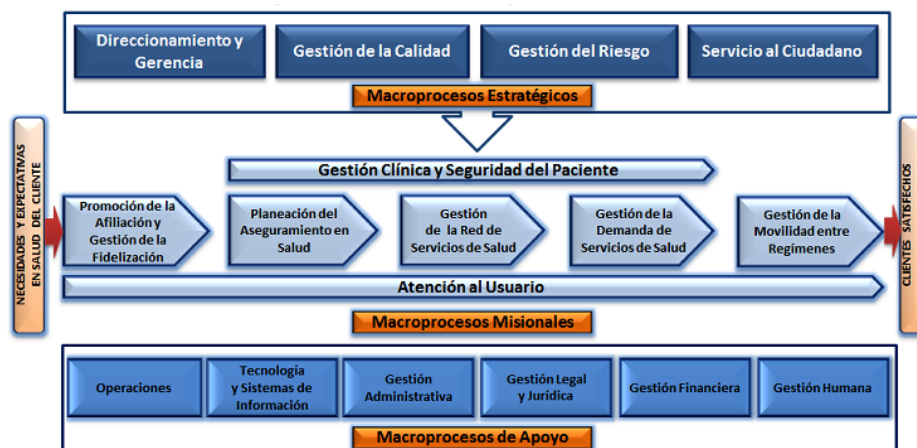 Direccionamiento y
Gerencia
Gestión de la Calidad
Gestión del Riesgo
Servicio al Ciudadano
Macroprocesos Estratégicos
NECESIDADES Y EXPECTATIVAS
EN SALUD DEL CLIENTE
Gestión Clínica y Seguridad del Paciente
Promoción de la
Afiliación y
Gestión de la
Fidelización
Planeación del
Aseguramiento en
Salud
Gestión
de la Red de
Servicios de Salud
Gestión de la
Demanda de
Servicios de Salud
Gestión de la
Movilidad entre
Regímenes
CLIENTES SATISFECHOS
Atención al Usuario
Macroprocesos Misionales
Operaciones
Tecnología
y Sistemas de
Información
Gestión
Administrativa
Gestión Legal
y Jurídica
Gestión Financiera
Gestión Humana
Macroprocesos de Apoyo